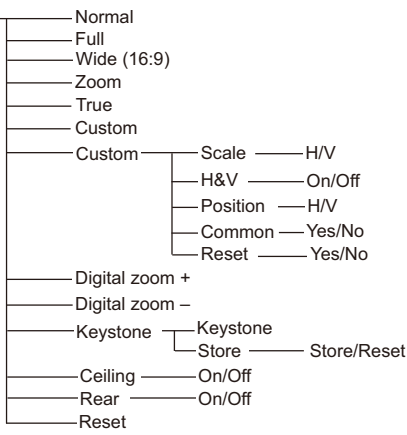 Normal
Full
Wide (16:9)
Zoom
True
Custom
Custom Scale H/V
H&V On/Off
Position H/V
Common Yes/No
Reset Yes/No
Digital zoom +
Digital zoom –
Keystone Keystone
Store Store/Reset
Ceiling On/Off
Rear On/Off
Reset